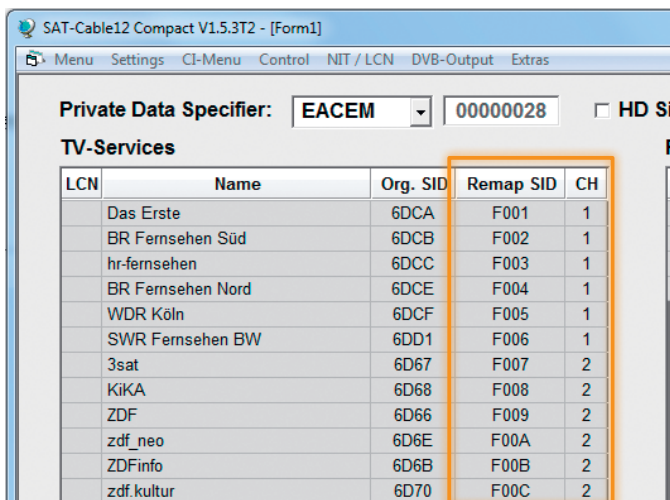 SAT-Cable12 Compact V1.5.3T2 - [Form1]
Menu Settings CI-Menu Control NIT / LCN DVB-Output Extras
Private Data Specifier: EACEM 00000028 HD
TV-Services
LCN Name Org. SID Remap SID CH
Das Erste 6DCA F001 1
BR Fernsehen Süd 6DCB F002 1
hr-fernsehen 6DCC F003 1
BR Fernsehen Nord 6DCE F004 1
WDR Köln 6DCF F005 1
SWR Fernsehen BW 6DD1 F006 1
3sat 6D67 F007 2
KiKA 6D68 F008 2
ZDF 6D66 F009 2
zdf_neo 6D6E F00A 2
ZDFinfo 6D6B F00B 2
zdf.kultur 6D70 F00C 2